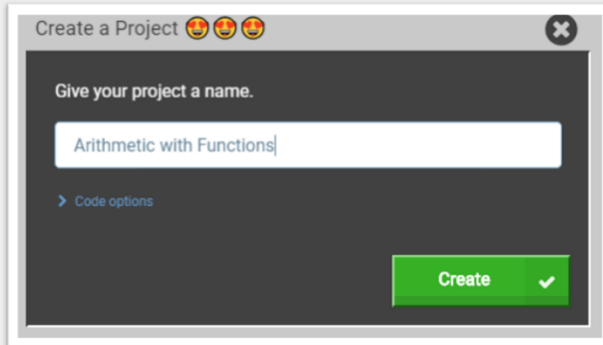 Create a Project 😍😍😍
Give your project a name.
Arithmetic with Functions
Code options
Create